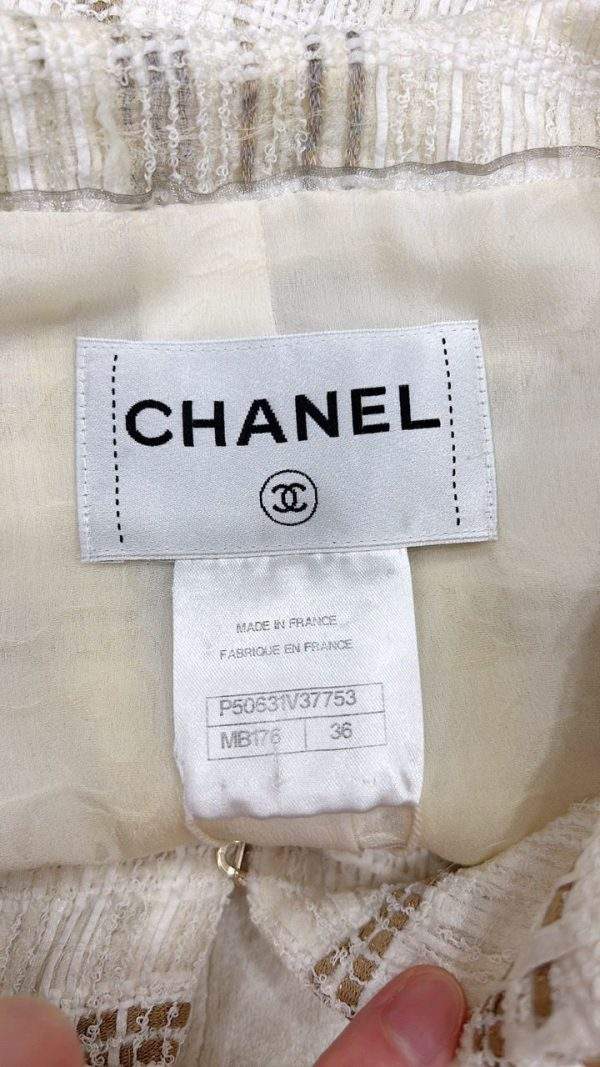 CHANEL
MADE IN FRANCE
FABRIQUE EN FRANCE
P50631V37753
MB176 36